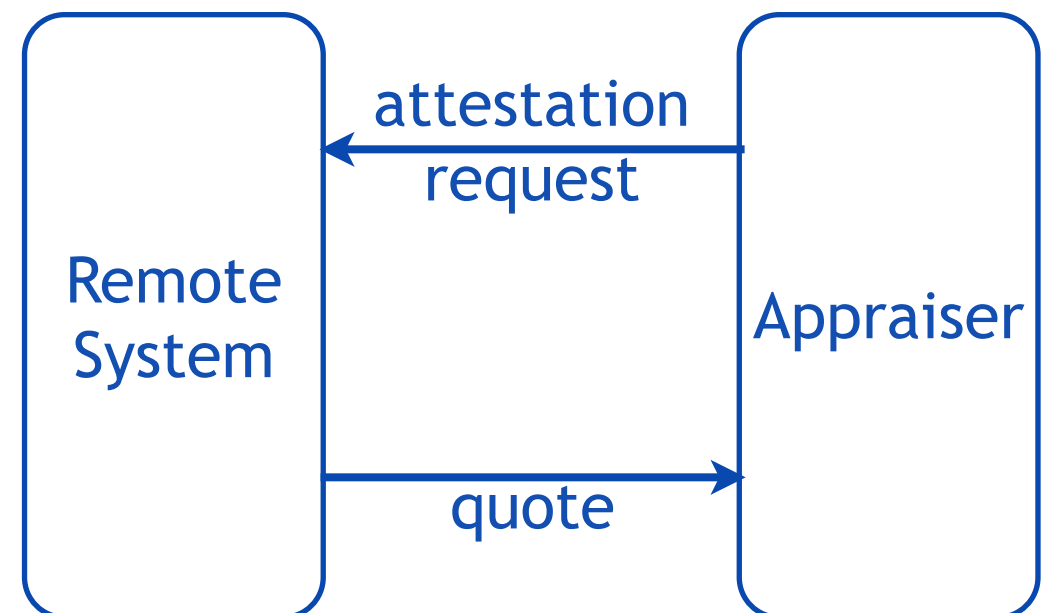 attestation
request
Remote
System
Appraiser
quote